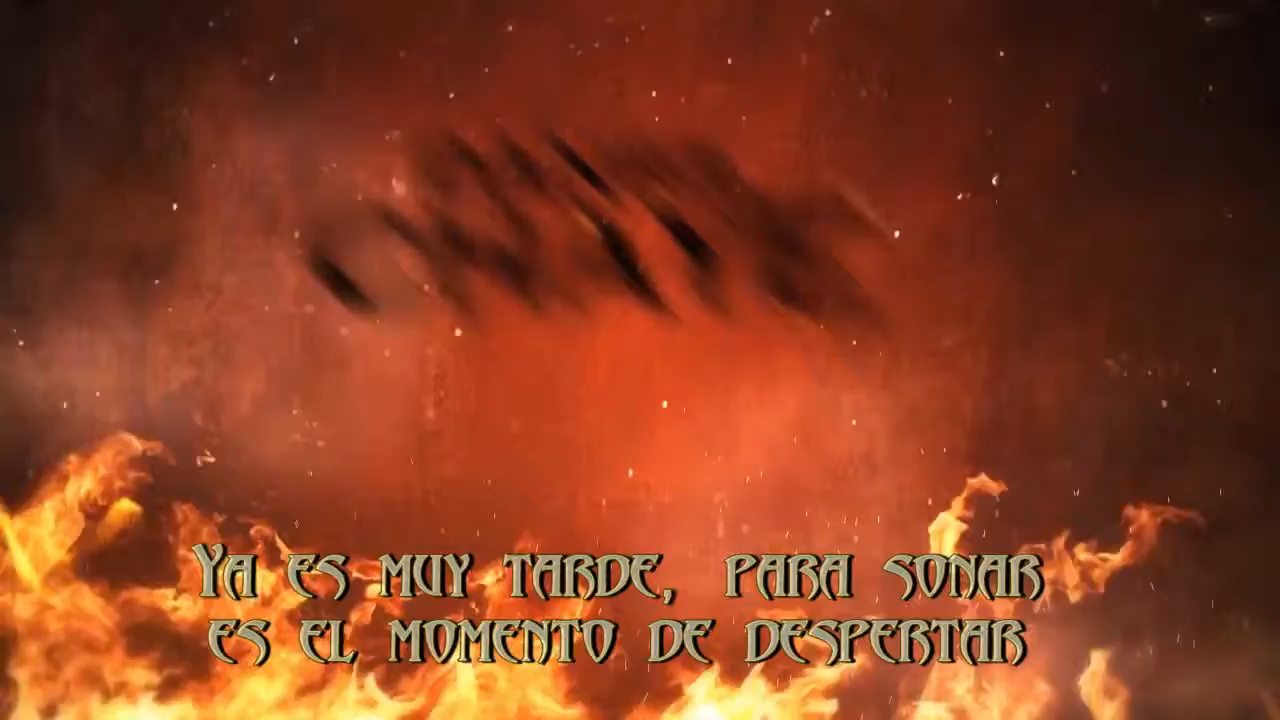 Ya es muy tarde, para sonar
es el momento de despertar